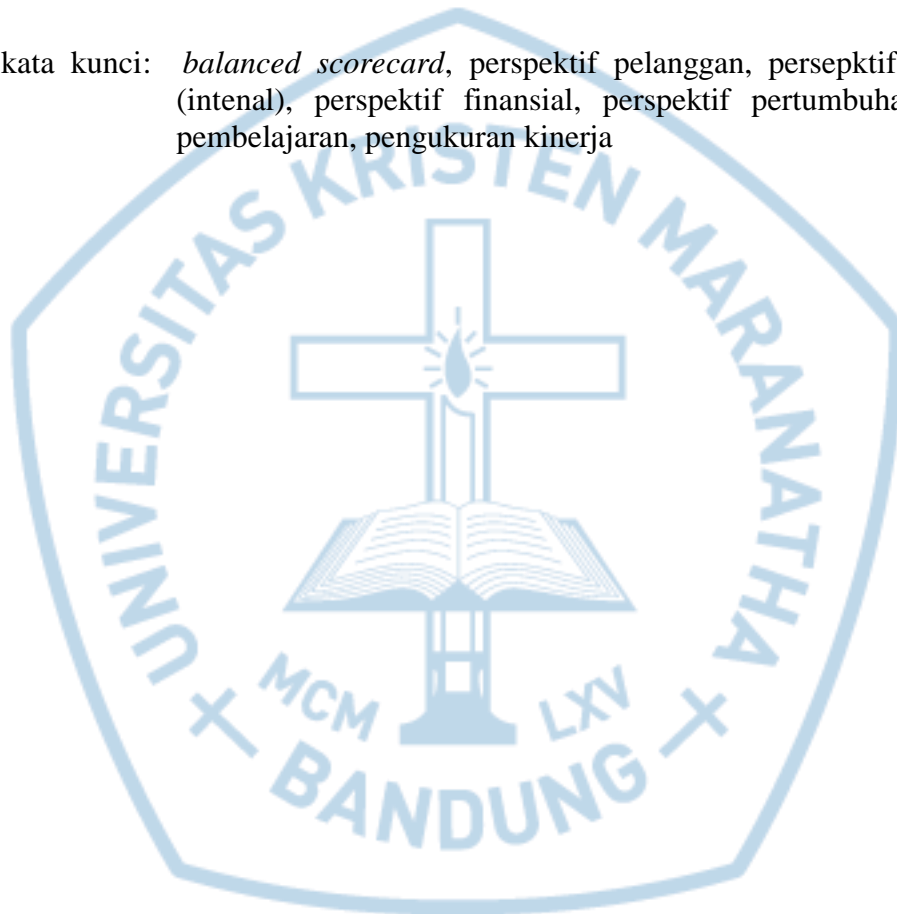 kata kunci: balanced scorecard, perspektif pelanggan, persepktif
(intenal), perspektif finansial, perspektif
pembelajaran, pengukuran kinerja
UNIVERSITAS KRISTEN MARANATHA
MCM LXV
BANDUNG